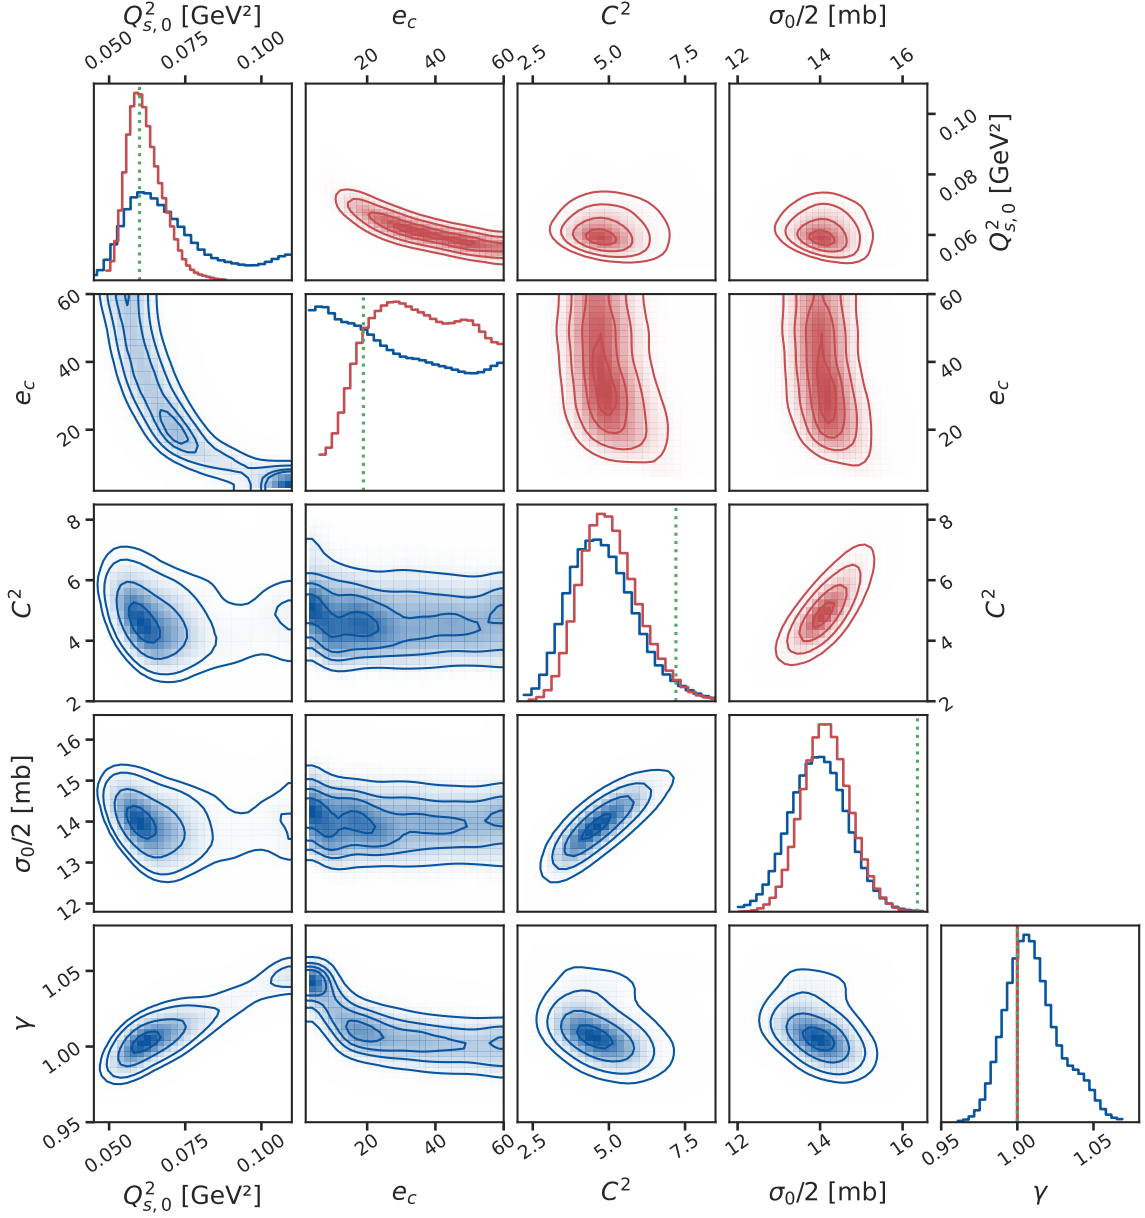 Q²ₛ,₀ [GeV²] e_c C² σ₀/2 [mb]
0.050 0.075 0.100 20 40 60 2.5 5.0 7.5 12 14 16
0.10
0.08
0.06
Q²ₛ,₀ [GeV²]
60
40
20
e_c
60
40
20
e_c
8
6
4
2
C²
8
6
4
2
C²
16
15
14
13
12
σ₀/2 [mb]
1.05
1.00
0.95
γ
0.050 0.075 0.100 20 40 60 2.5 5.0 7.5 12 14 16 0.95 1.00 1.05
Q²ₛ,₀ [GeV²] e_c C² σ₀/2 [mb] γ